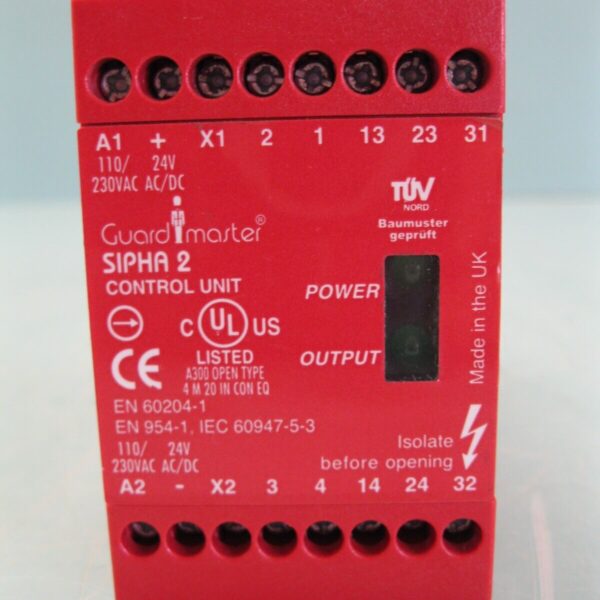 A1 + X1 2 1 13 23 31
110/ 24V
230VAC AC/DC
TÜV
NORD
Baumuster
geprüft
Guardmaster®
SIPHA 2
CONTROL UNIT
POWER
OUTPUT
Made in the UK
C UL US
LISTED
A300 OPEN TYPE
4 M 20 IN CON EQ
CE
EN 60204-1
EN 954-1, IEC 60947-5-3
110/ 24V
230VAC AC/DC
Isolate
before opening
A2 - X2 3 4 14 24 32